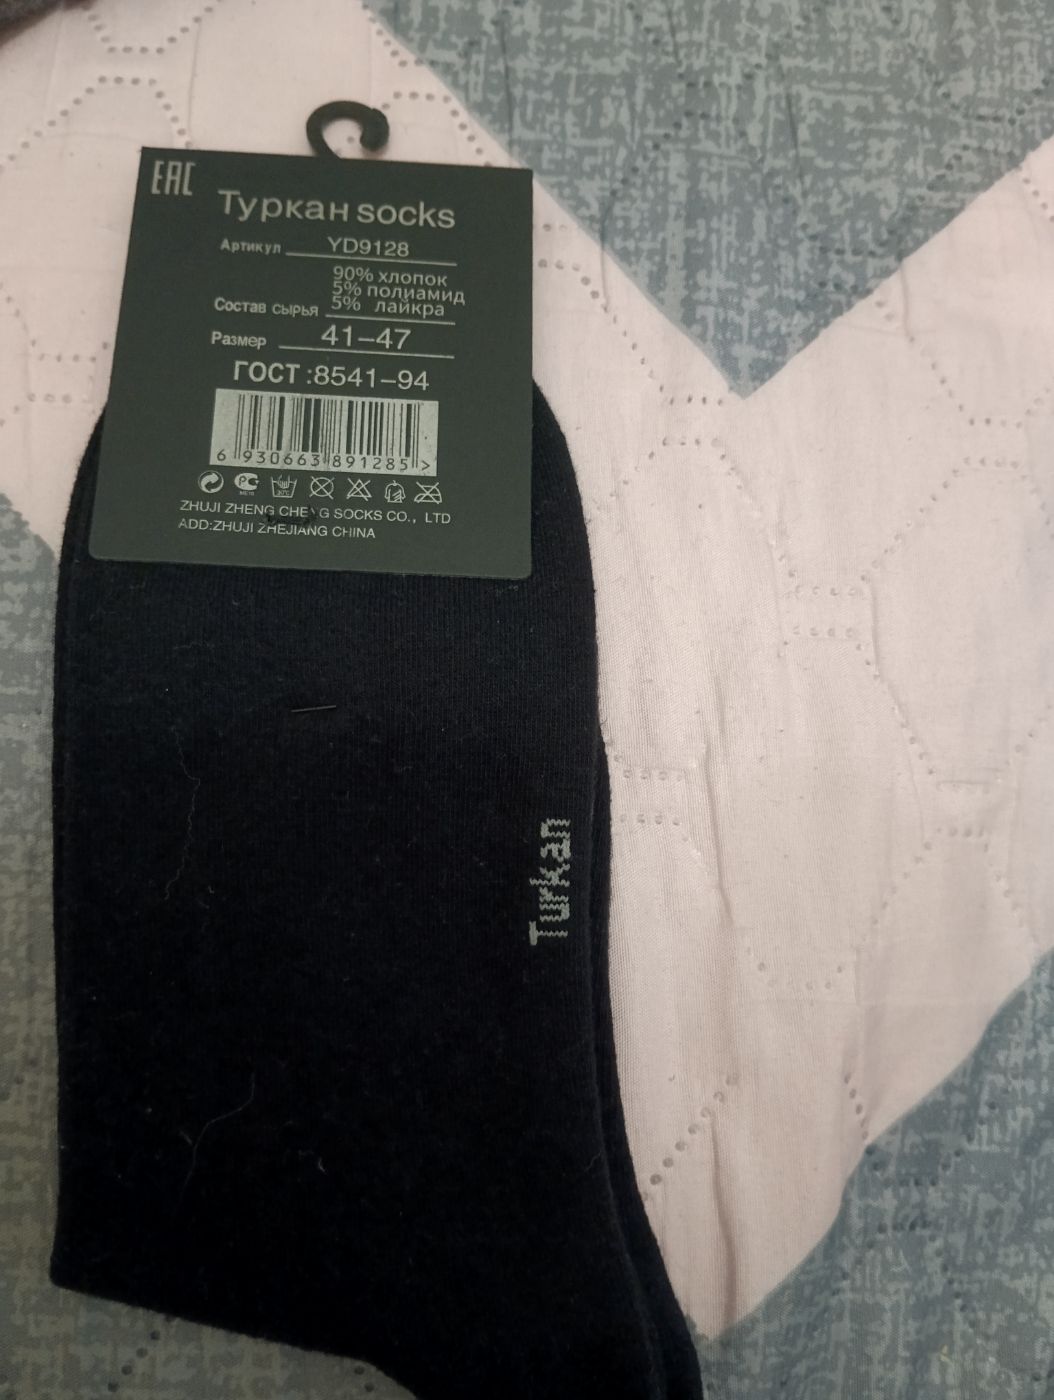 EAC
Туркан socks
Артикул YD9128
90% хлопок
5% полиамид
Состав сырья 5% лайкра
Размер 41-47
ГОСТ :8541-94
6 930663 891285 >
ZHUJI ZHENG CHENG SOCKS CO., LTD
ADD:ZHUJI ZHEJIANG CHINA
Turkan